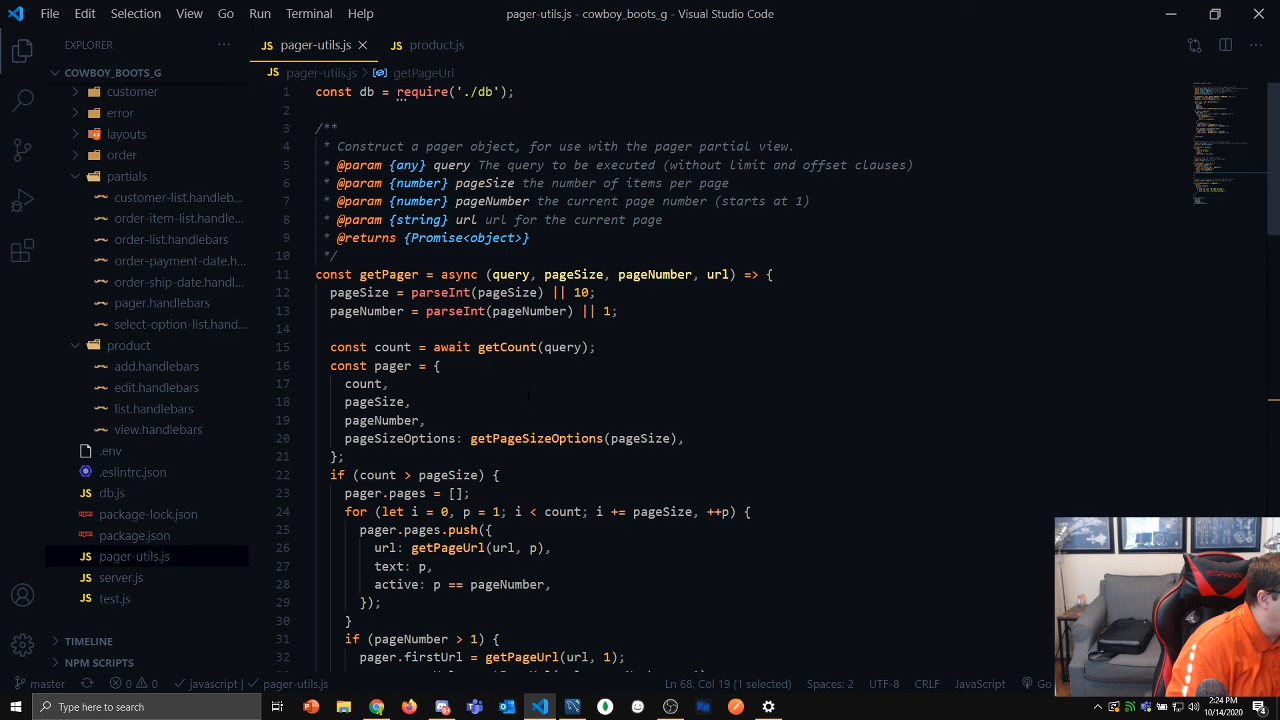 File Edit Selection View Go Run Terminal Help
pager-utils.js - cowboy_boots_g - Visual Studio Code
EXPLORER
COWBOY_BOOTS_G
customer
error
layouts
order
partials
customer-list.handleb...
order-item-list.handle...
order-list.handlebars
order-payment-date.h...
order-ship-date.handl...
pager.handlebars
select-option-list.hand...
product
add.handlebars
edit.handlebars
list.handlebars
view.handlebars
.env
.eslintrc.json
db.js
package-lock.json
package.json
pager-utils.js
server.js
test.js
TIMELINE
NPM SCRIPTS
JS pager-utils.js
JS product.js
JS pager-utils.js > getPageUrl
1 const db = require('./db');
2
3 /**
4 * Construct a pager object, for use with the pager partial view.
5 * @param {any} query The query to be executed (without limit and offset clauses)
6 * @param {number} pageSize the number of items per page
7 * @param {number} pageNumber the current page number (starts at 1)
8 * @param {string} url url for the current page
9 * @returns {Promise<object>}
10 */
11 const getPager = async (query, pageSize, pageNumber, url) => {
12 pageSize = parseInt(pageSize) || 10;
13 pageNumber = parseInt(pageNumber) || 1;
14
15 const count = await getCount(query);
16 const pager = {
17 count,
18 pageSize,
19 pageNumber,
20 pageSizeOptions: getPageSizeOptions(pageSize),
21 };
22 if (count > pageSize) {
23 pager.pages = [];
24 for (let i = 0, p = 1; i < count; i += pageSize, ++p) {
25 pager.pages.push({
26 url: getPageUrl(url, p),
27 text: p,
28 active: p == pageNumber,
29 });
30 }
31 if (pageNumber > 1) {
32 pager.firstUrl = getPageUrl(url, 1);
master 0 0 javascript | pager-utils.js
Ln 68, Col 19 (1 selected) Spaces: 2 UTF-8 CRLF JavaScript Go
Type here to search
2:24 PM
10/14/2020